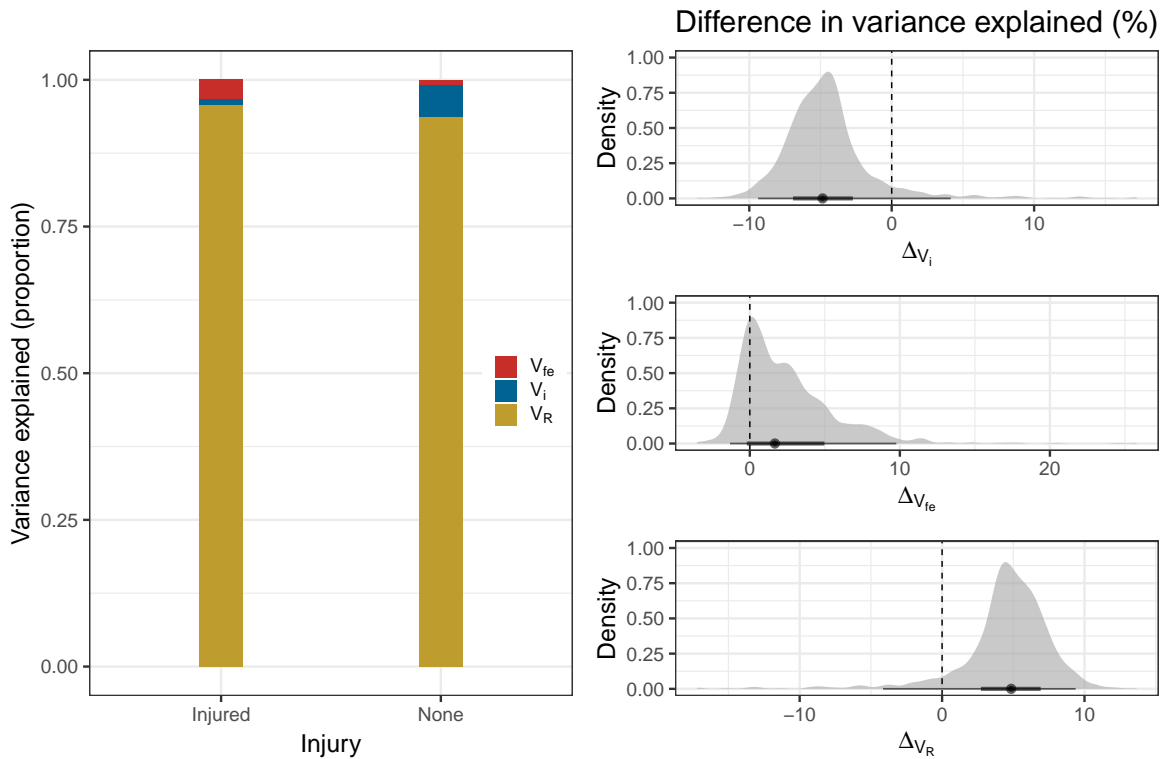 Variance explained (proportion)
1.00
0.75
0.50
0.25
0.00
Injured
None
Injury
V_fe
V_i
V_R
Difference in variance explained (%)
Density
1.00
0.75
0.50
0.25
0.00
−10
0
10
Δ_V_i
Density
1.00
0.75
0.50
0.25
0.00
0
10
20
Δ_V_fe
Density
1.00
0.75
0.50
0.25
0.00
−10
0
10
Δ_V_R